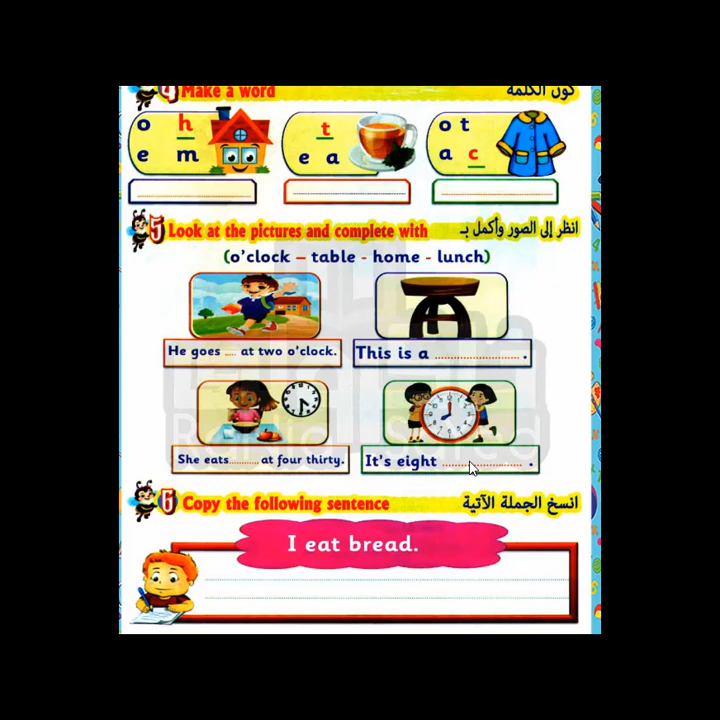 4 Make a word كون الكلمة
o h
e m
t
e a
o t
a c
5 Look at the pictures and complete with انظر إلى الصور وأكمل بـ
(o'clock – table - home - lunch)
He goes .... at two o'clock.
This is a ........................ .
She eats.......... at four thirty.
It's eight ........................ .
6 Copy the following sentence انسخ الجملة الآتية
I eat bread.